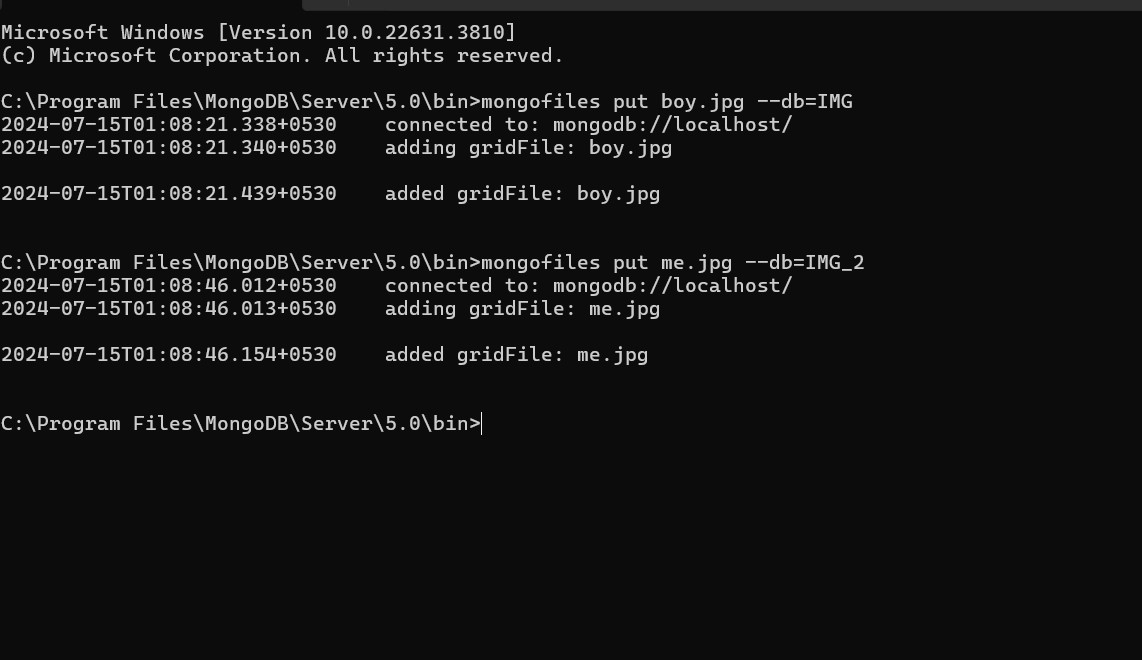 Microsoft Windows [Version 10.0.22631.3810]
(c) Microsoft Corporation. All rights reserved.
C:\Program Files\MongoDB\Server\5.0\bin>mongofiles put boy.jpg --db=IMG
2024-07-15T01:08:21.338+0530    connected to: mongodb://localhost/
2024-07-15T01:08:21.340+0530    adding gridFile: boy.jpg
2024-07-15T01:08:21.439+0530    added gridFile: boy.jpg
C:\Program Files\MongoDB\Server\5.0\bin>mongofiles put me.jpg --db=IMG_2
2024-07-15T01:08:46.012+0530    connected to: mongodb://localhost/
2024-07-15T01:08:46.013+0530    adding gridFile: me.jpg
2024-07-15T01:08:46.154+0530    added gridFile: me.jpg
C:\Program Files\MongoDB\Server\5.0\bin>